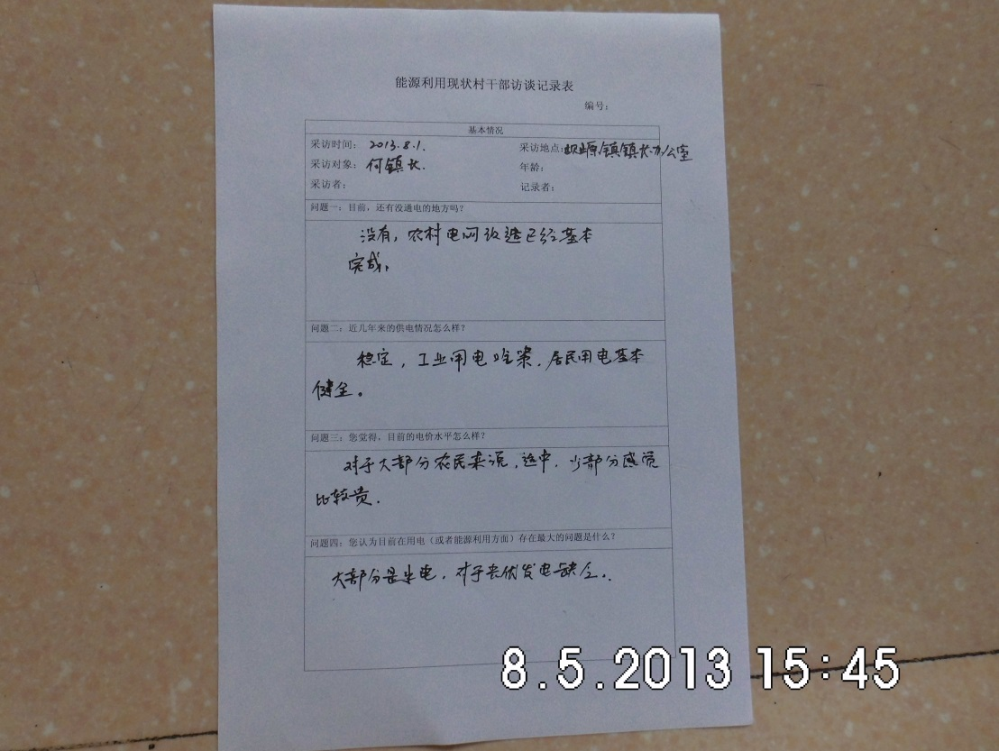 能源利用现状村干部访谈记录表
编号：
基本情况
采访时间： 2013.8.1. 采访地点：岘峰镇镇长办公室
采访对象： 何镇长. 年龄：
采访者： 记录者：
问题一：目前，还有没通电的地方吗？
没有，农村电网改造已经基本
完成。
问题二：近几年来的供电情况怎么样？
稳定，工业用电 紧，居民用电基本
健全。
问题三：您觉得，目前的电价水平怎么样？
对于大部分农民来说，适中，少部分感觉
比较贵.
问题四：您认为目前在用电（或者能源利用方面）存在最大的问题是什么？
大部分是水电，对于光伏发电缺乏.
8.5.2013 15:45